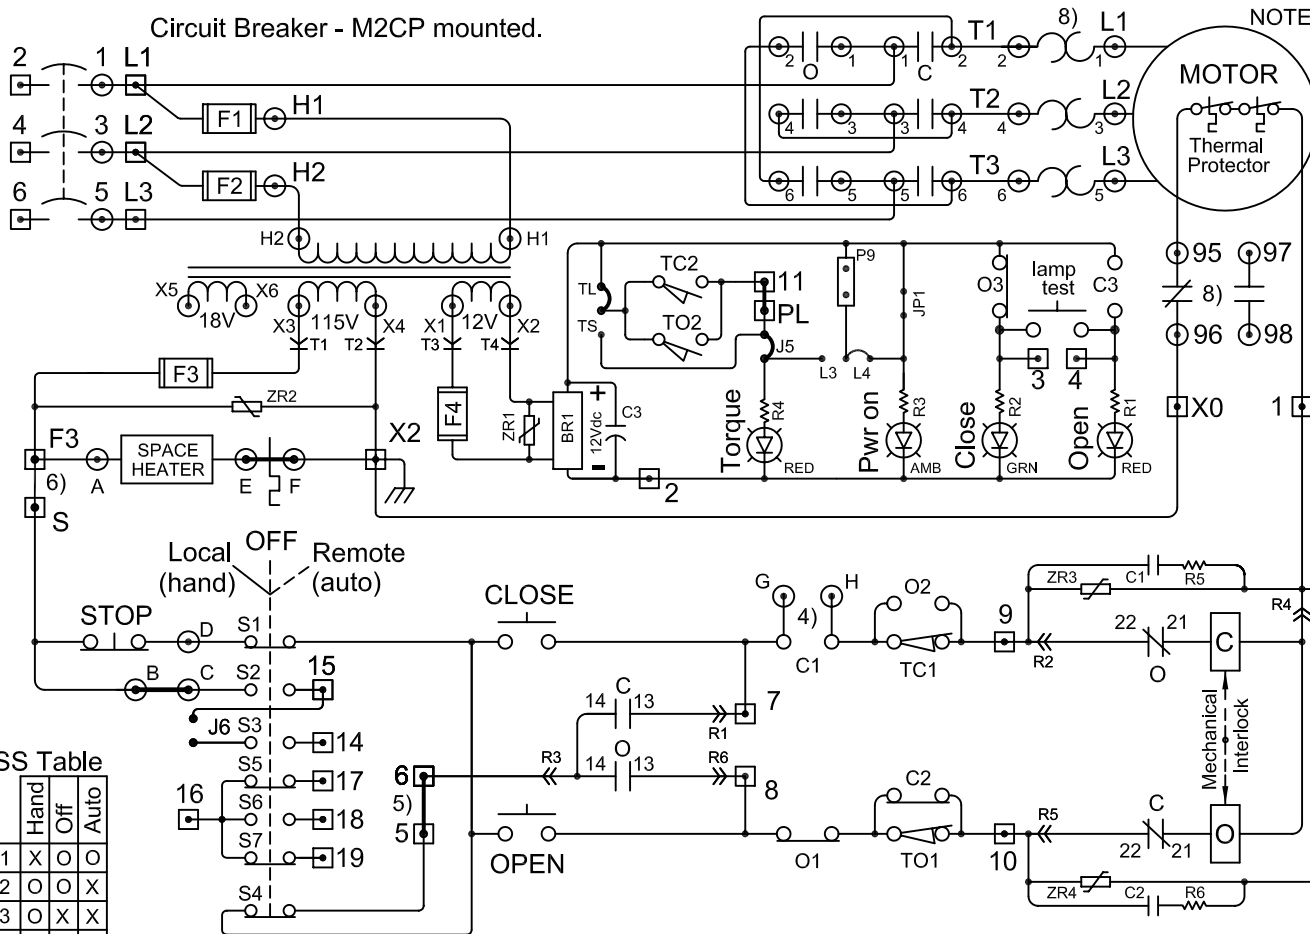 Circuit Breaker - M2CP mounted.
NOTE
2 1 L1
4 3 L2
6 5 L3
F1 H1
F2 H2
2 O 1 1 C 2 T1 2 8) 1 L1
4 3 3 4 T2 4 3 L2
6 5 5 6 T3 6 5 L3
MOTOR
Thermal
Protector
H2 H1
X5 X6 X3 115V X4 X1 12V X2
18V
T1 T2 T3 T4
F3
ZR2
F4
ZR1
BR1
+
12Vdc
-
C3
2
TL
TS
TC2
TO2
11
PL
J5
P9
JP1
L3 L4
O3
lamp
test
C3
3 4
95 97
8)
96 98
X0
1
Torque
R4
RED
Pwr on
R3
AMB
Close
R2
GRN
Open
R1
RED
F3
6)
S
A
SPACE
HEATER
E F
X2
Local
(hand)
OFF
Remote
(auto)
STOP
D S1
B C S2 15
J6 S3 14
S5 17
16 S6 18
S7 19
S4
CLOSE
G H
4)
C1
O2
TC1
9
R2
ZR3 C1 R5
22 21
O
C
R4
14 C 13
R1
7
R3
14 O 13
R6
8
6
5)
5
OPEN
O1
C2
TO1
10
R5
C
22 21
O
ZR4 C2 R6
Mechanical
Interlock
SS Table
Hand Off Auto
1 X O O
2 O O X
3 O X X